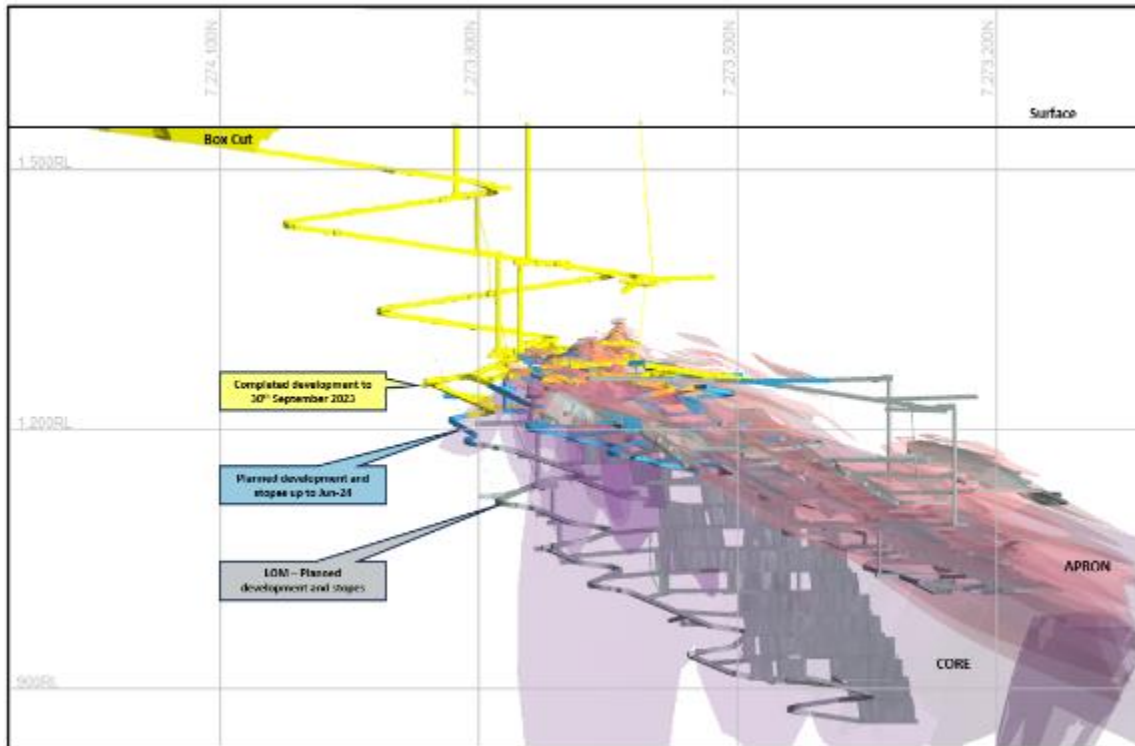 7,274,100N
7,273,800N
7,273,500N
7,273,200N
Surface
Box Cut
1,500RL
Completed development to
30th September 2023
1,200RL
Planned development and
stopes up to Jun-24
LOM – Planned
development and stopes
APRON
CORE
900RL